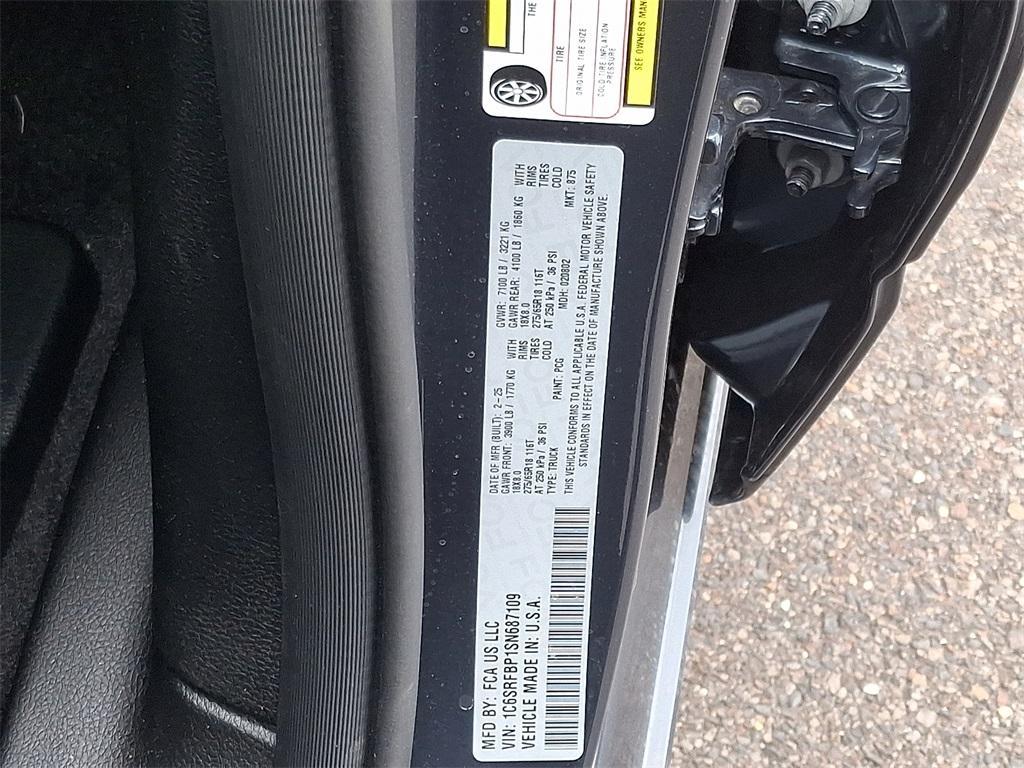 MFD BY: FCA US LLC
VIN: 1C6SRFBP1SN687109
VEHICLE MADE IN: U.S.A.
DATE OF MFR (BUILT): 2-25 GVWR: 7100 LB / 3221 KG
GAWR FRONT: 3900 LB / 1770 KG WITH GAWR REAR: 4100 LB / 1860 KG WITH
18X8.0 RIMS 18X8.0 RIMS
275/65R18 116T TIRES 275/65R18 116T TIRES
AT 250 kPa / 36 PSI COLD AT 250 kPa / 36 PSI COLD
TYPE: TRUCK PAINT: PCG MDH: 020802 MKT: 875
THIS VEHICLE CONFORMS TO ALL APPLICABLE U.S.A. FEDERAL MOTOR VEHICLE SAFETY
STANDARDS IN EFFECT ON THE DATE OF MANUFACTURE SHOWN ABOVE.
THE
TIRE
ORIGINAL TIRE SIZE
COLD TIRE INFLATION
PRESSURE
SEE OWNERS MAN